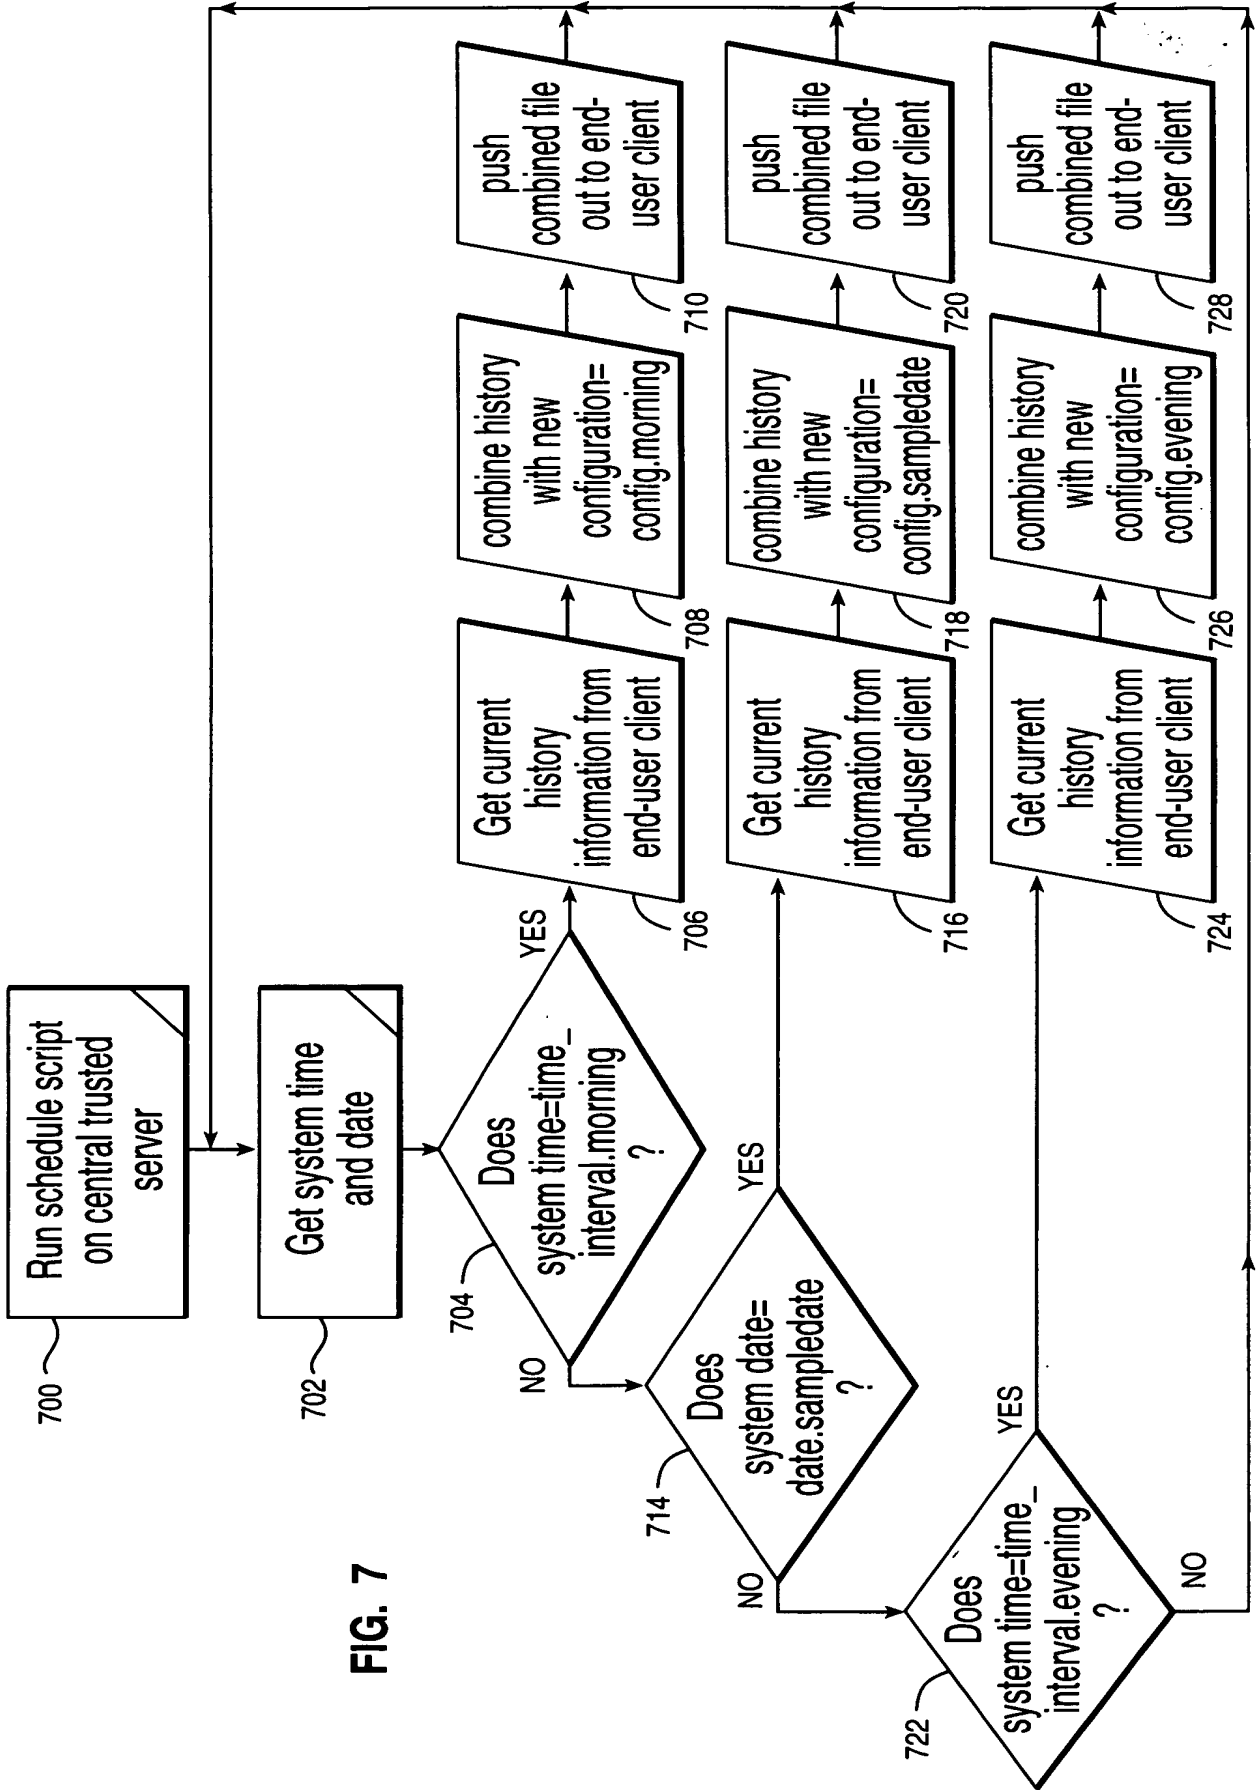 Run schedule script
on central trusted
server
700
Get system time
and date
702
Does
system time=time_
interval.morning
?
704
YES
NO
Get current
history
information from
end-user client
706
combine history
with new
configuration=
config.morning
708
push
combined file
out to end-
user client
710
Does
system date=
date.sampledate
?
714
YES
NO
Get current
history
information from
end-user client
716
combine history
with new
configuration=
config.sampledate
718
push
combined file
out to end-
user client
720
Does
system time=time_
interval.evening
?
722
YES
NO
Get current
history
information from
end-user client
724
combine history
with new
configuration=
config.evening
726
push
combined file
out to end-
user client
728
FIG. 7